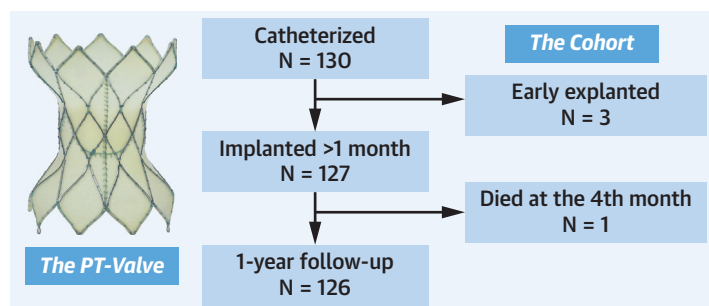 Catheterized
N = 130
The Cohort
Early explanted
N = 3
Implanted >1 month
N = 127
Died at the 4th month
N = 1
The PT-Valve
1-year follow-up
N = 126